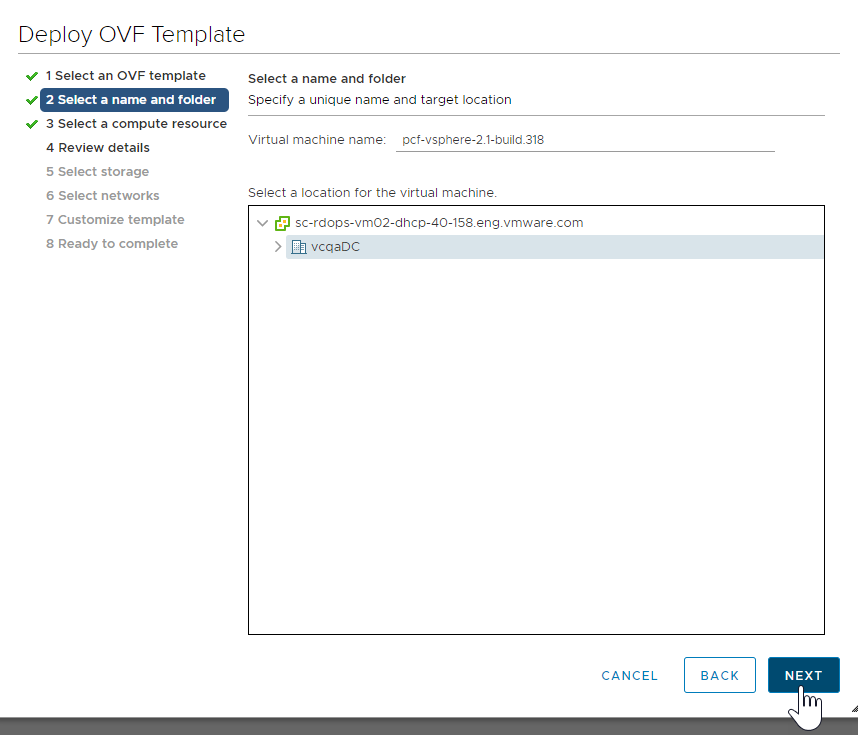 Deploy OVF Template
1 Select an OVF template
2 Select a name and folder
3 Select a compute resource
4 Review details
5 Select storage
6 Select networks
7 Customize template
8 Ready to complete
Select a name and folder
Specify a unique name and target location
Virtual machine name: pcf-vsphere-2.1-build.318
Select a location for the virtual machine.
sc-rdops-vm02-dhcp-40-158.eng.vmware.com
vcqaDC
CANCEL
BACK
NEXT